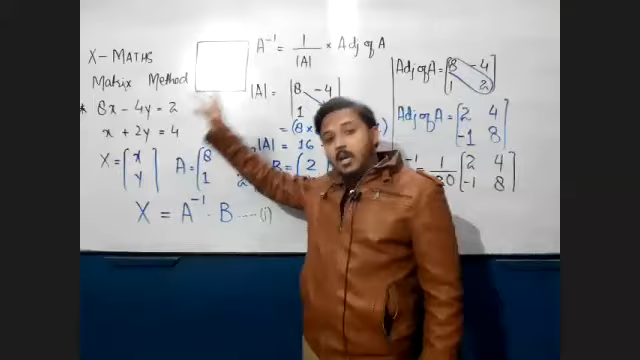 X - MATHS
Matrix Method
* 8x - 4y = 2
x + 2y = 4
X = [x
y]
A = [8
1 2
X = A⁻¹ · B ---- (i)
A⁻¹ = 1/|A| × Adj of A
|A| = |8 -4|
1
= (8×
|A| = 16
B = [2
Adj of A = [8 -4
1 2]
Adj of A = [2 4
-1 8]
⁻¹ = 1/20 [2 4
-1 8]